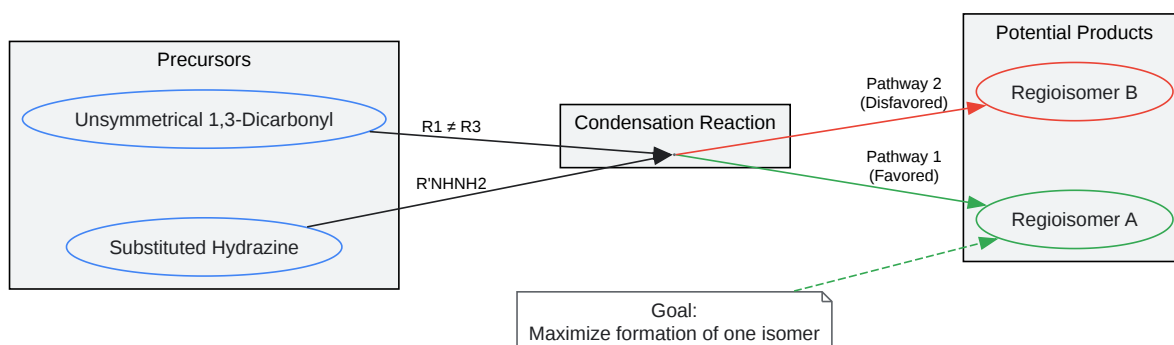 Precursors
Unsymmetrical 1,3-Dicarbonyl
Substituted Hydrazine
R1 ≠ R3
R'NHNH2
Condensation Reaction
Pathway 2
(Disfavored)
Pathway 1
(Favored)
Potential Products
Regioisomer B
Regioisomer A
Goal:
Maximize formation of one isomer